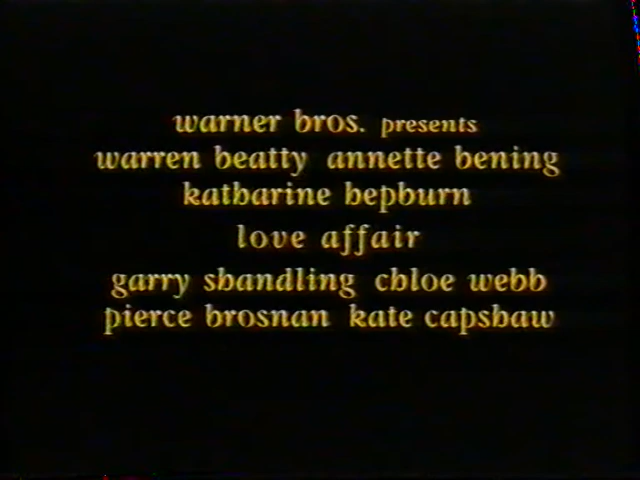 warner bros. presents
warren beatty annette bening
katharine hepburn
love affair
garry shandling chloe webb
pierce brosnan kate capshaw